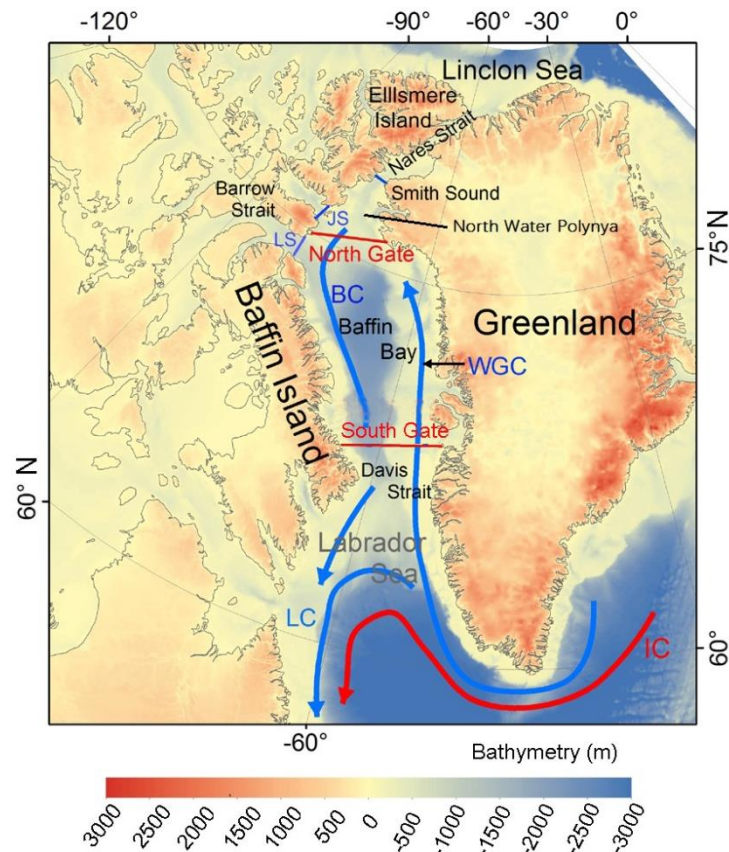 -120°
-90°
-60°
-30°
0°
Linclon Sea
Elllsmere
Island
Nares Strait
Barrow
Strait
Smith Sound
JS
North Water Polynya
LS
North Gate
75° N
BC
Baffin
Bay
Greenland
Baffin Island
WGC
South Gate
60° N
Davis
Strait
Labrador
Sea
LC
IC
60°
-60°
Bathymetry (m)
3000
2500
2000
1500
1000
500
0
-500
-1000
-1500
-2000
-2500
-3000